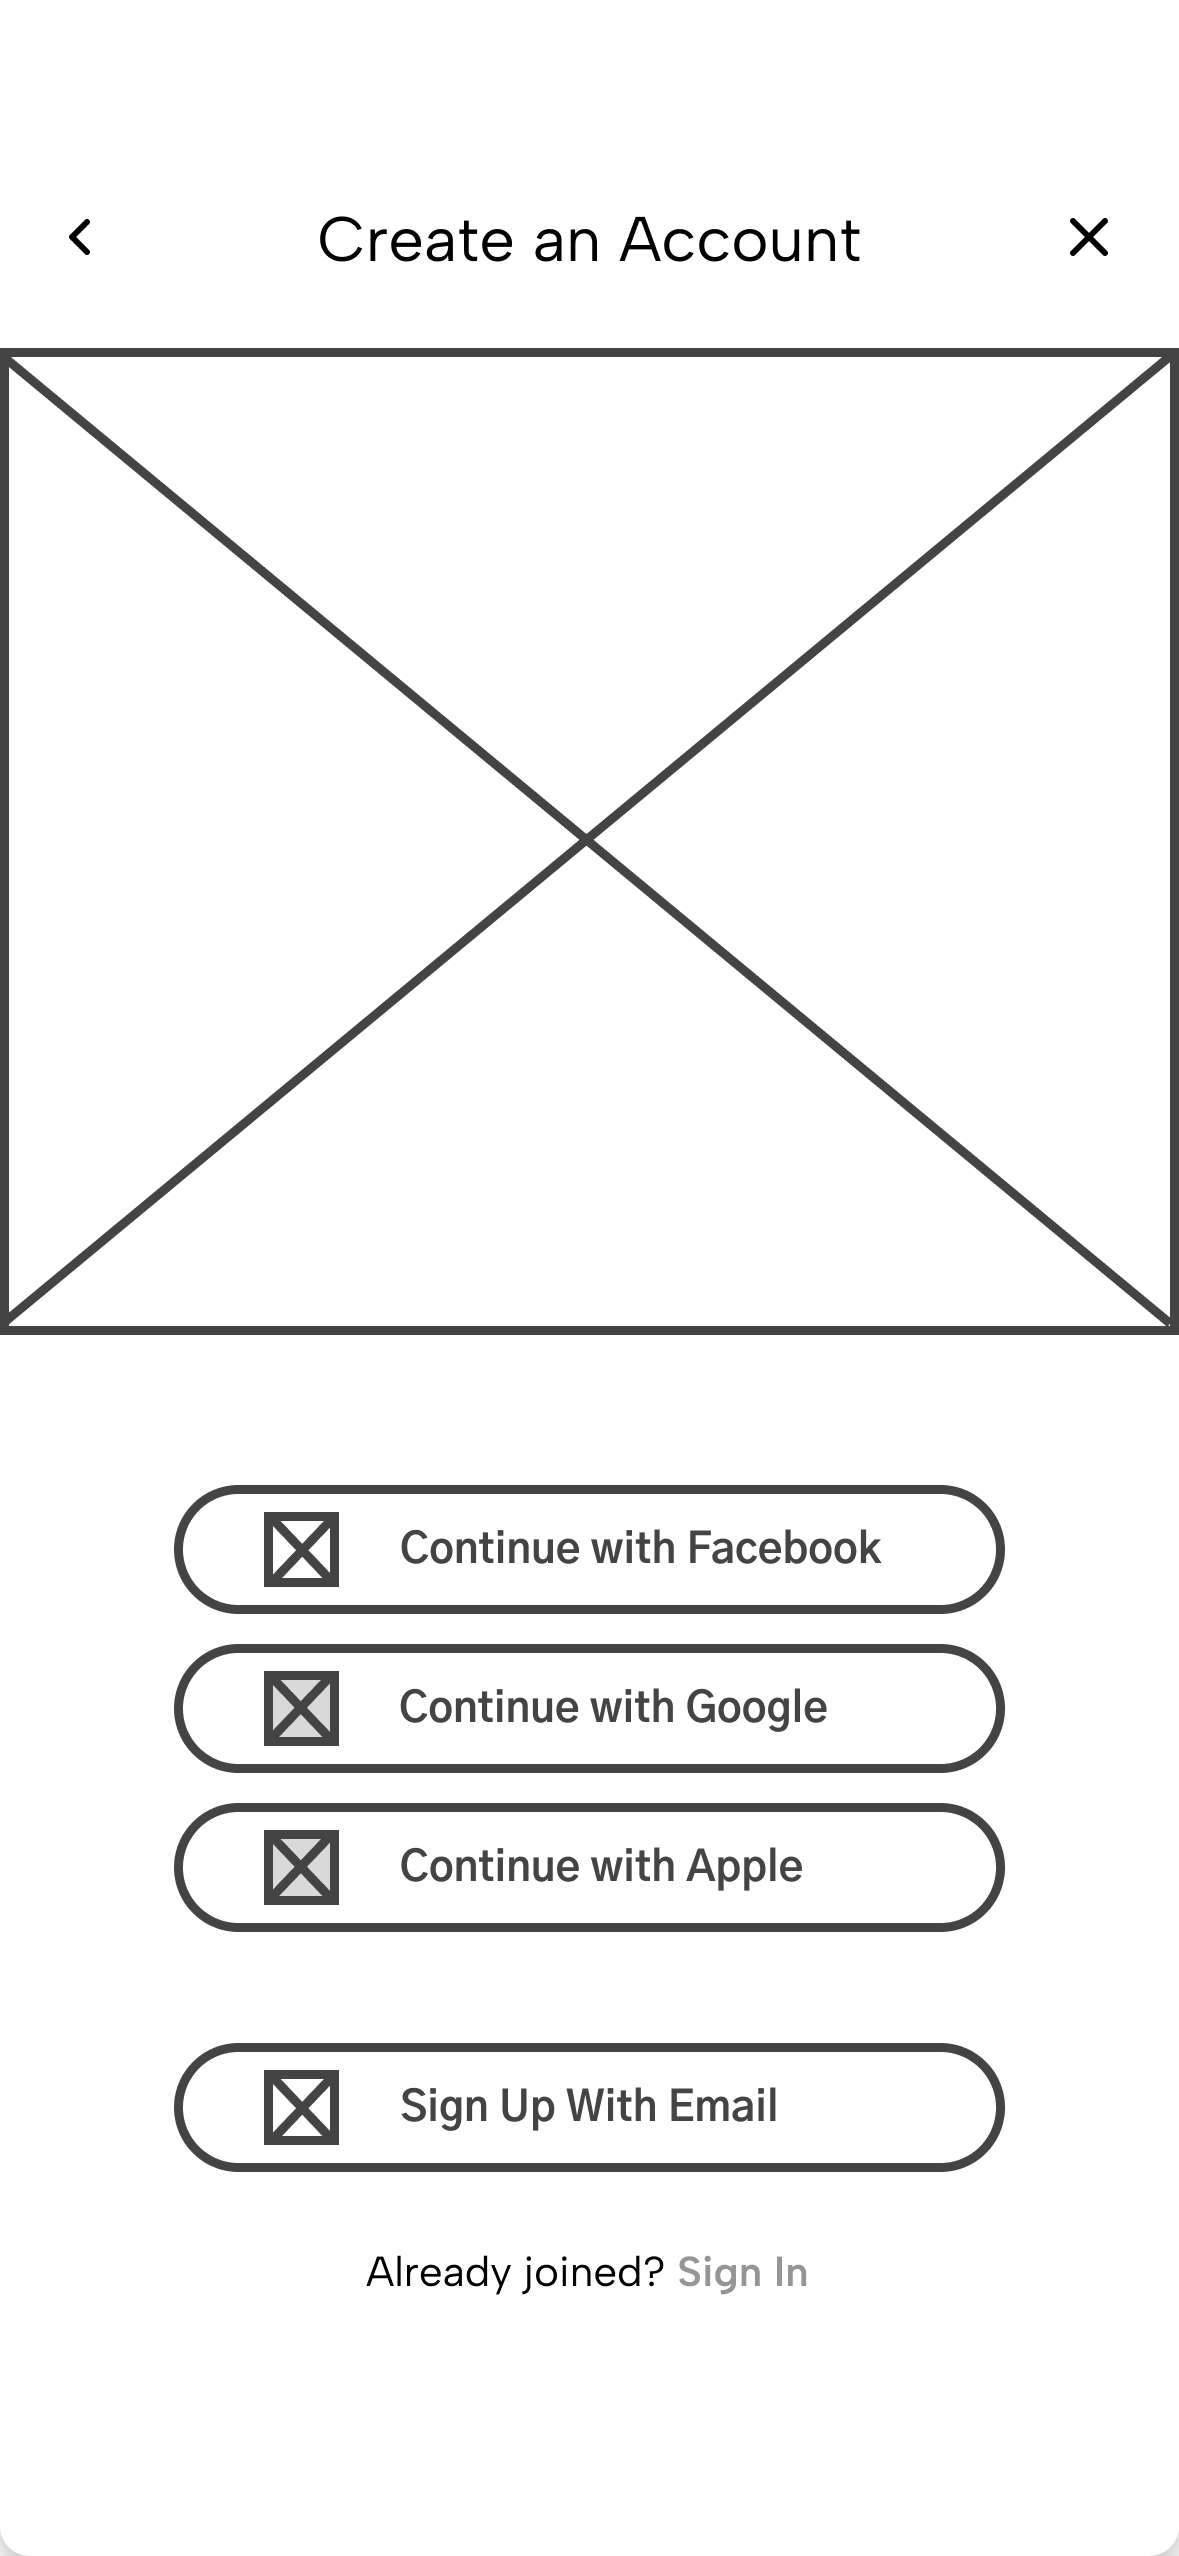 Create an Account
Continue with Facebook
Continue with Google
Continue with Apple
Sign Up With Email
Already joined? Sign In